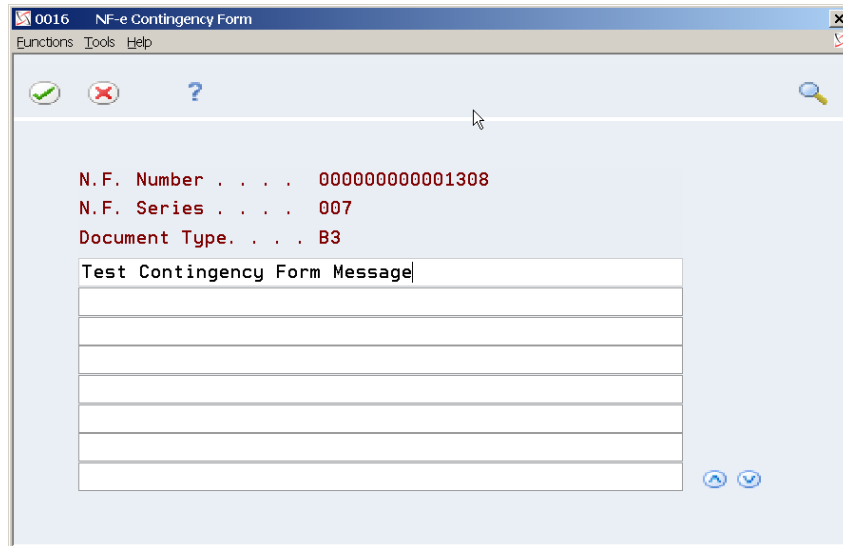 0016 NF-e Contingency Form
Functions Tools Help
?
N.F. Number . . . . 000000000001308
N.F. Series . . . . 007
Document Type. . . . B3
Test Contingency Form Message